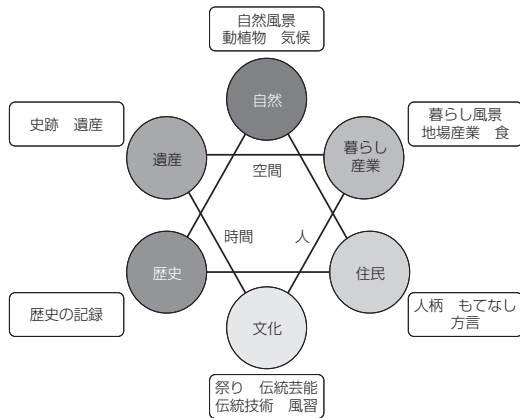 自然風景
動植物　気候
自然
史跡　遺産
遺産
暮らし風景
地場産業　食
暮らし
産業
空間
時間
人
歴史
住民
歴史の記録
人柄　もてなし
方言
文化
祭り　伝統芸能
伝統技術　風習